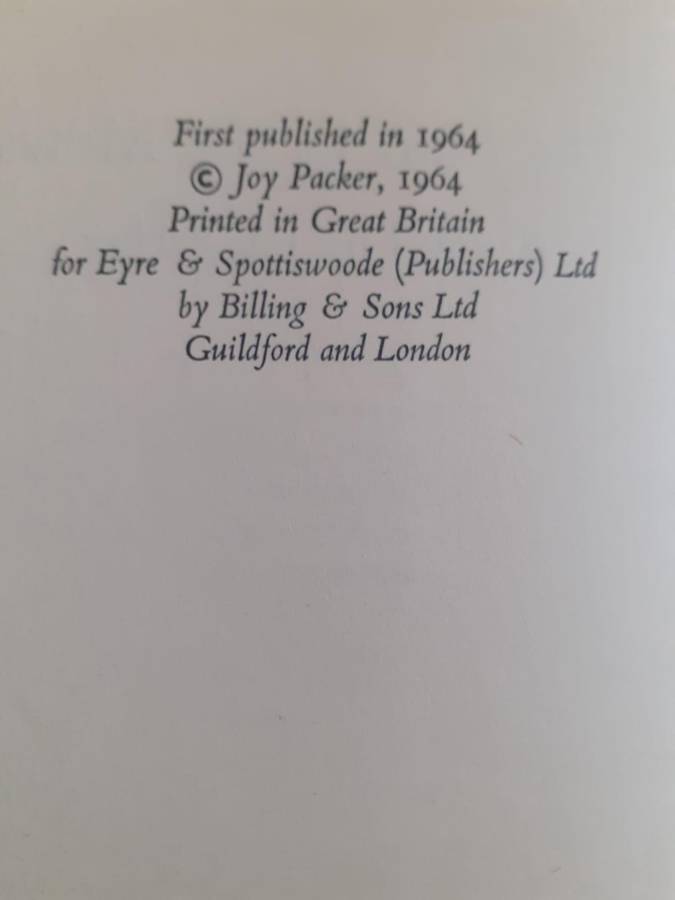 First published in 1964
© Joy Packer, 1964
Printed in Great Britain
for Eyre & Spottiswoode (Publishers) Ltd
by Billing & Sons Ltd
Guildford and London